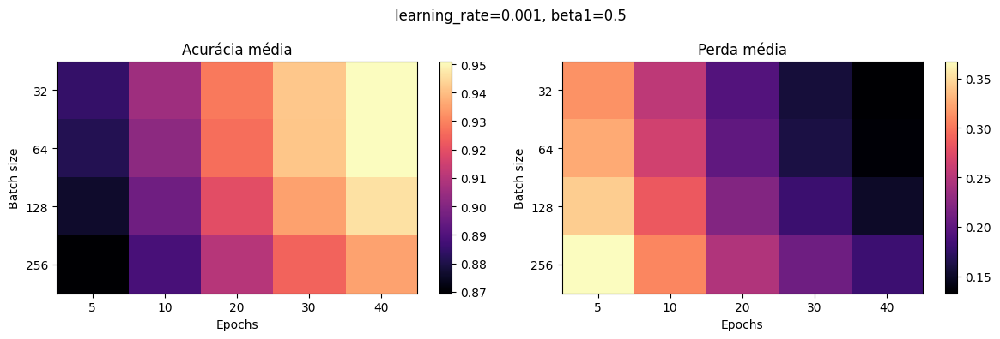 learning_rate=0.001, beta1=0.5
Acurácia média
Batch size
32
64
128
256
5 10 20 30 40
Epochs
0.95
0.94
0.93
0.92
0.91
0.90
0.89
0.88
0.87
Perda média
Batch size
32
64
128
256
5 10 20 30 40
Epochs
0.35
0.30
0.25
0.20
0.15